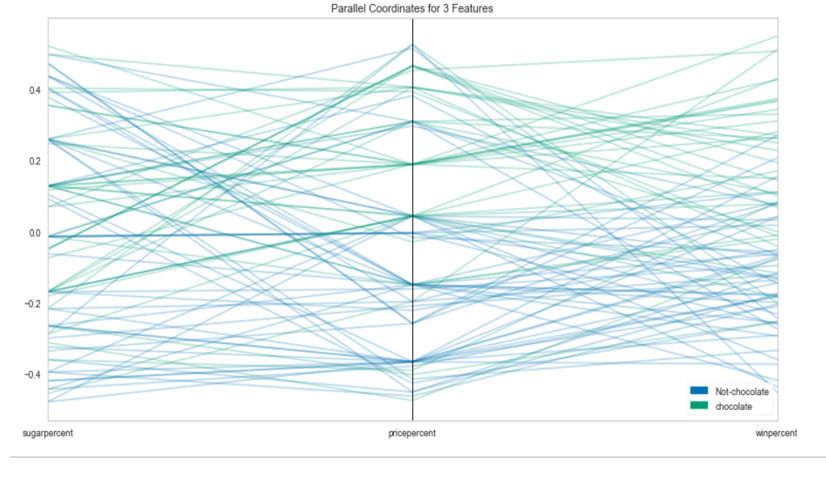 Parallel Coordinates for 3 Features
0.4
0.2
0.0
−0.2
−0.4
Not-chocolate
chocolate
sugarpercent pricepercent winpercent